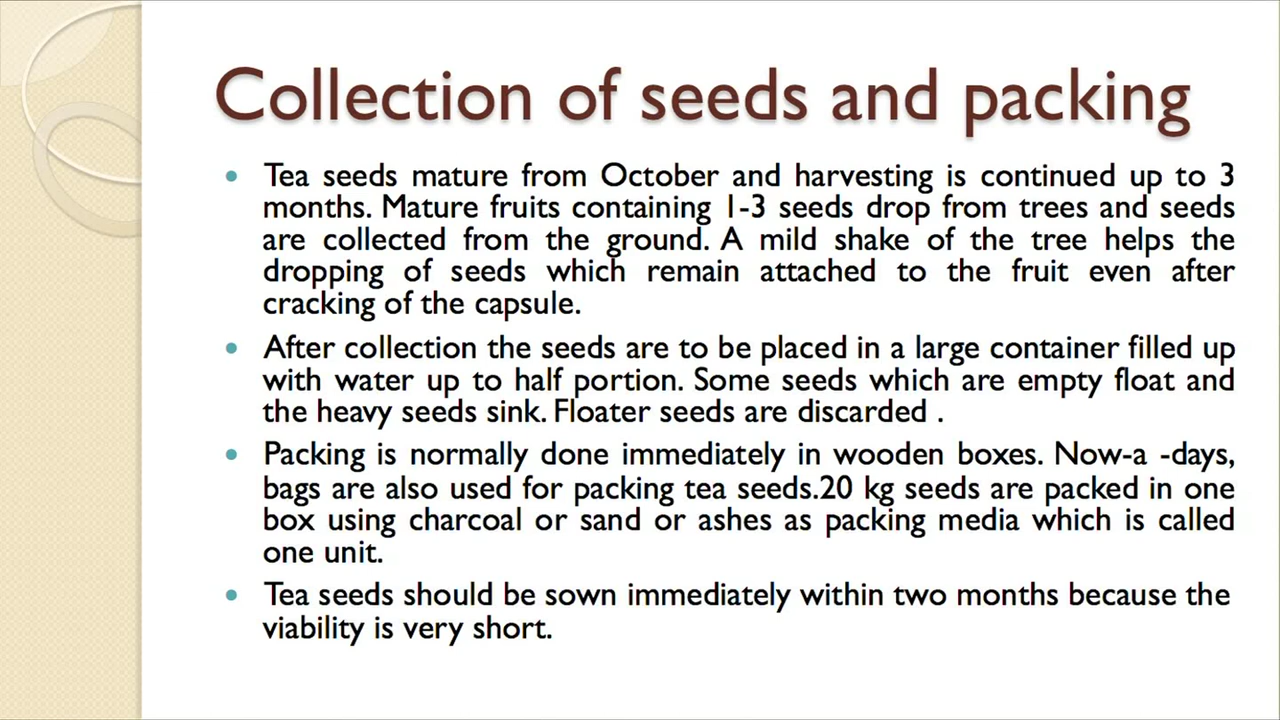 Collection of seeds and packing
• Tea seeds mature from October and harvesting is continued up to 3
months. Mature fruits containing 1-3 seeds drop from trees and seeds
are collected from the ground. A mild shake of the tree helps the
dropping of seeds which remain attached to the fruit even after
cracking of the capsule.
• After collection the seeds are to be placed in a large container filled up
with water up to half portion. Some seeds which are empty float and
the heavy seeds sink. Floater seeds are discarded .
• Packing is normally done immediately in wooden boxes. Now-a -days,
bags are also used for packing tea seeds.20 kg seeds are packed in one
box using charcoal or sand or ashes as packing media which is called
one unit.
• Tea seeds should be sown immediately within two months because the
viability is very short.